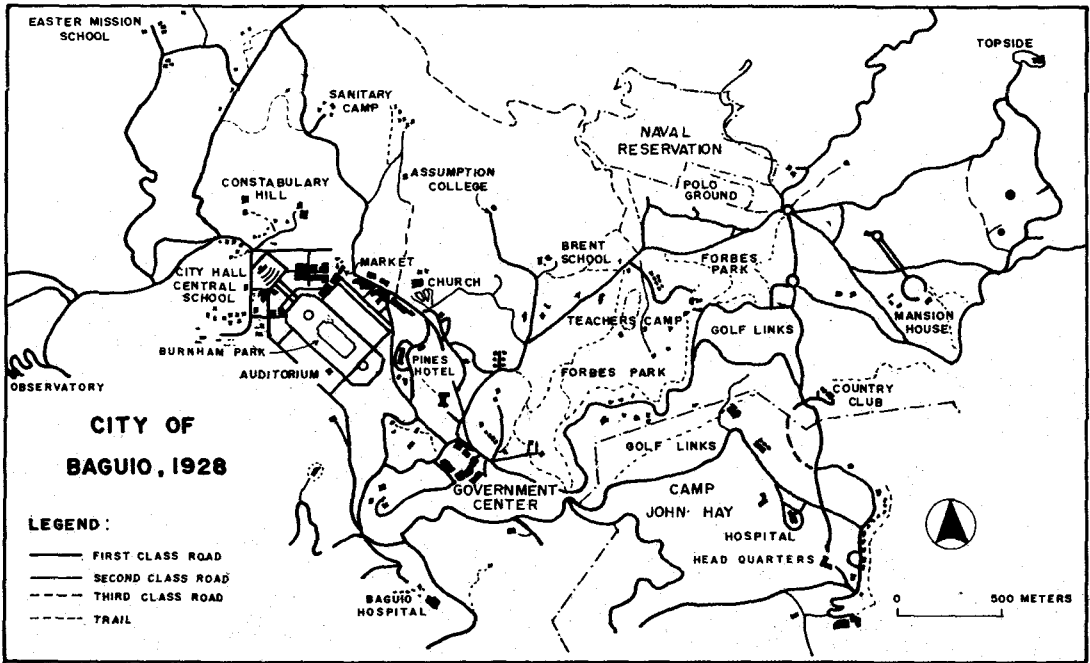 EASTER MISSION
SCHOOL
TOPSIDE
SANITARY
CAMP
NAVAL
RESERVATION
ASSUMPTION
COLLEGE
CONSTABULARY
HILL
POLO
GROUND
BRENT
SCHOOL
FORBES
PARK
MARKET
CITY HALL
CENTRAL
SCHOOL
CHURCH
TEACHERS CAMP
GOLF LINKS
MANSION
HOUSE
BURNHAM PARK
PINES
HOTEL
AUDITORIUM
FORBES PARK
OBSERVATORY
COUNTRY
CLUB
CITY OF
BAGUIO, 1928
GOLF LINKS
GOVERNMENT
CENTER
CAMP
JOHN HAY
HOSPITAL
HEAD QUARTERS
LEGEND:
FIRST CLASS ROAD
SECOND CLASS ROAD
THIRD CLASS ROAD
TRAIL
BAGUIO
HOSPITAL
0 500 METERS